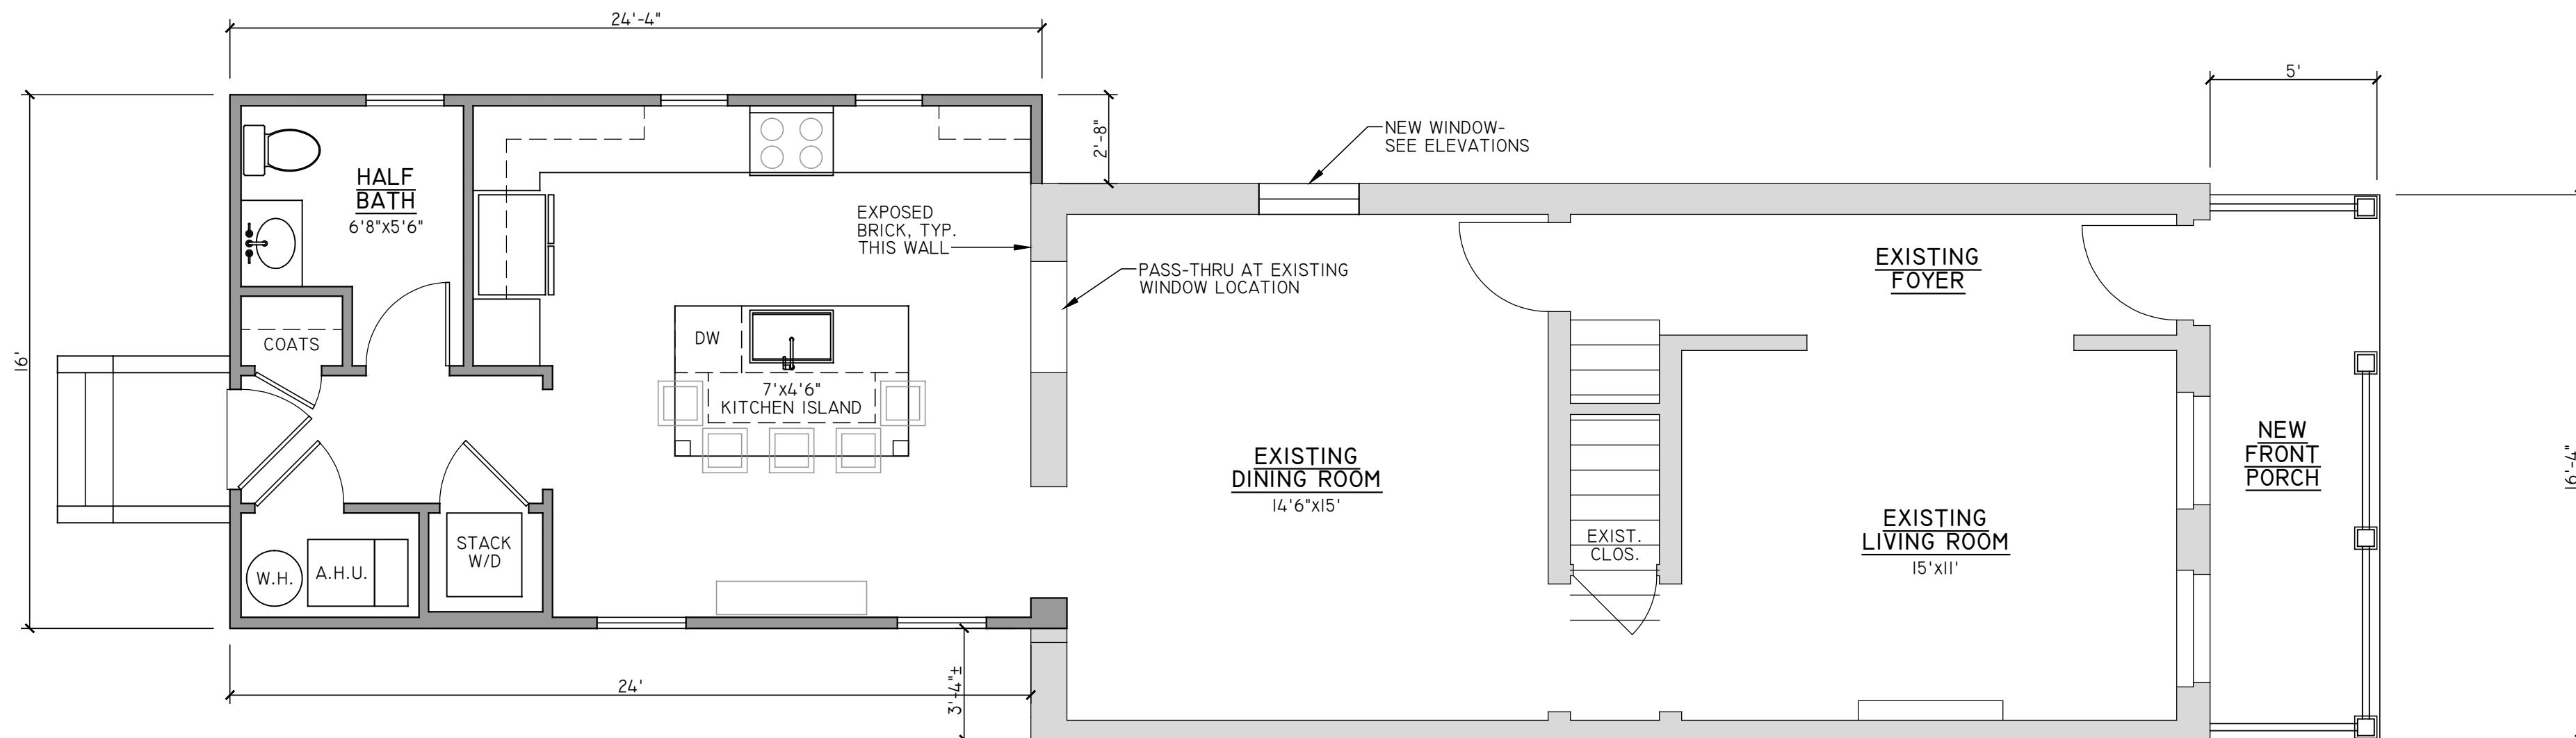 24'-4"
5'
16'
2'-8"
NEW WINDOW-
SEE ELEVATIONS
HALF
BATH
6'8"x5'6"
EXPOSED
BRICK, TYP.
THIS WALL
PASS-THRU AT EXISTING
WINDOW LOCATION
EXISTING
FOYER
COATS
DW
7'x4'6"
KITCHEN ISLAND
EXISTING
DINING ROOM
14'6"x15'
NEW
FRONT
PORCH
16'-4"
EXISTING
LIVING ROOM
15'x11'
EXIST.
CLOS.
STACK
W/D
W.H.
A.H.U.
24'
3'-4"±